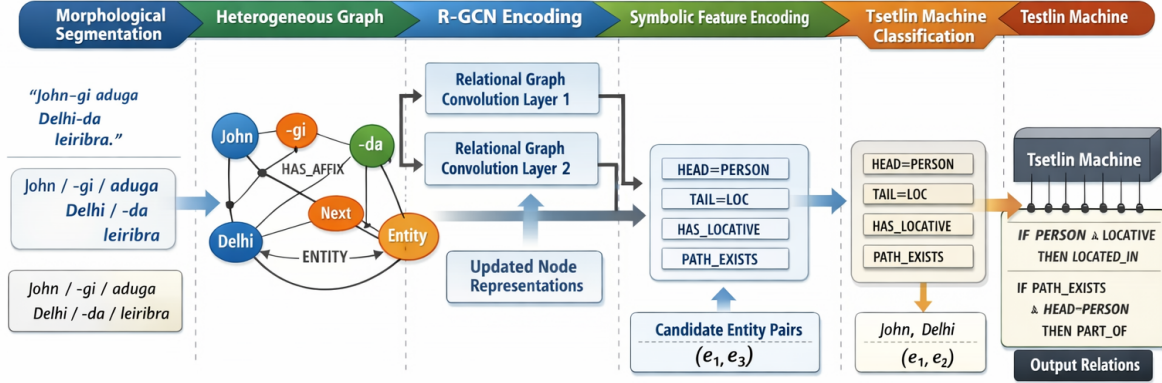 Morphological
Segmentation
Heterogeneous Graph
R-GCN Encoding
Symbolic Feature Encoding
Tsetlin Machine
Classification
Testlin Machine
“John-gi aduga
Delhi-da
leiribra.”
John / -gi / aduga
Delhi / -da
leiribra
John / -gi / aduga
Delhi / -da / leiribra
John
-gi
-da
HAS_AFFIX
Next
Delhi
Entity
ENTITY
Relational Graph
Convolution Layer 1
Relational Graph
Convolution Layer 2
Updated Node
Representations
HEAD=PERSON
TAIL=LOC
HAS_LOCATIVE
PATH_EXISTS
Candidate Entity Pairs
(e1, e3)
HEAD=PERSON
TAIL=LOC
HAS_LOCATIVE
PATH_EXISTS
John, Delhi
(e1, e2)
Tsetlin Machine
IF PERSON & LOCATIVE
THEN LOCATED_IN
IF PATH_EXISTS
& HEAD–PERSON
THEN PART_OF
Output Relations